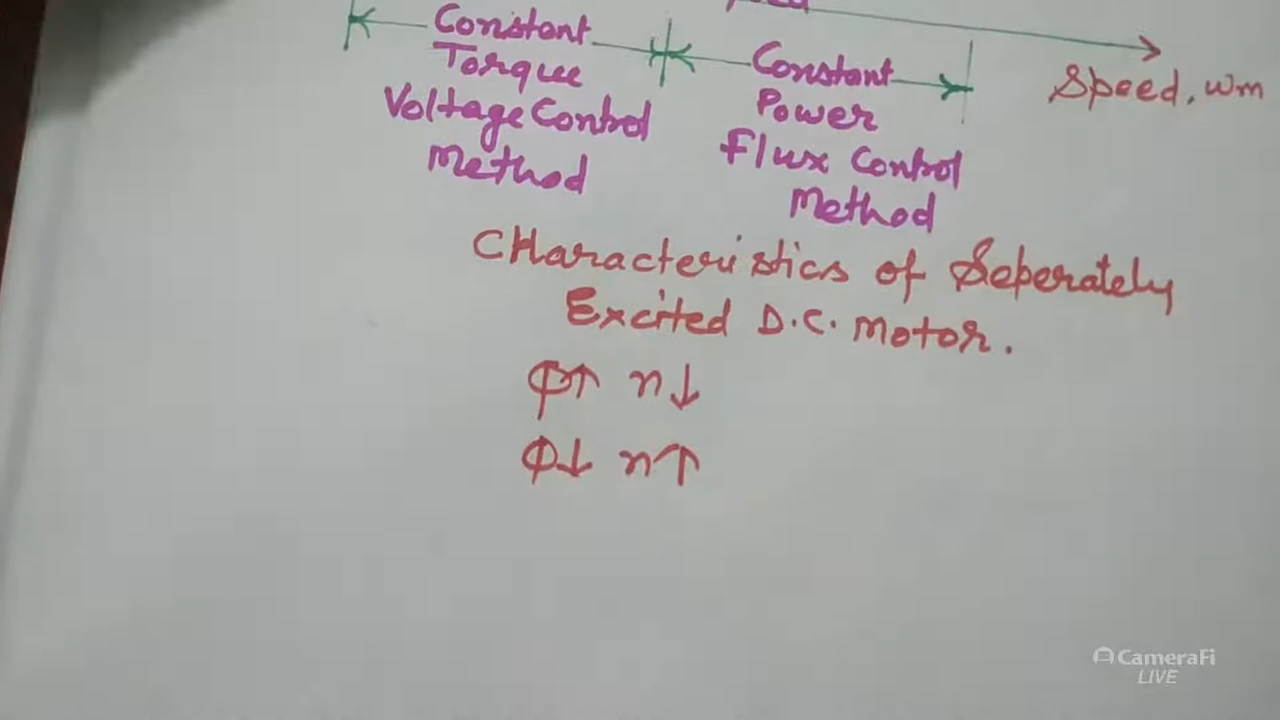 Constant
Torque
Voltage Control
Method
Constant
Power
Flux Control
Method
Speed, wm
CHaracteristics of Seperately
Excited D.C. Motor.
φ↑ n↓
φ↓ n↑
CameraFi
LIVE